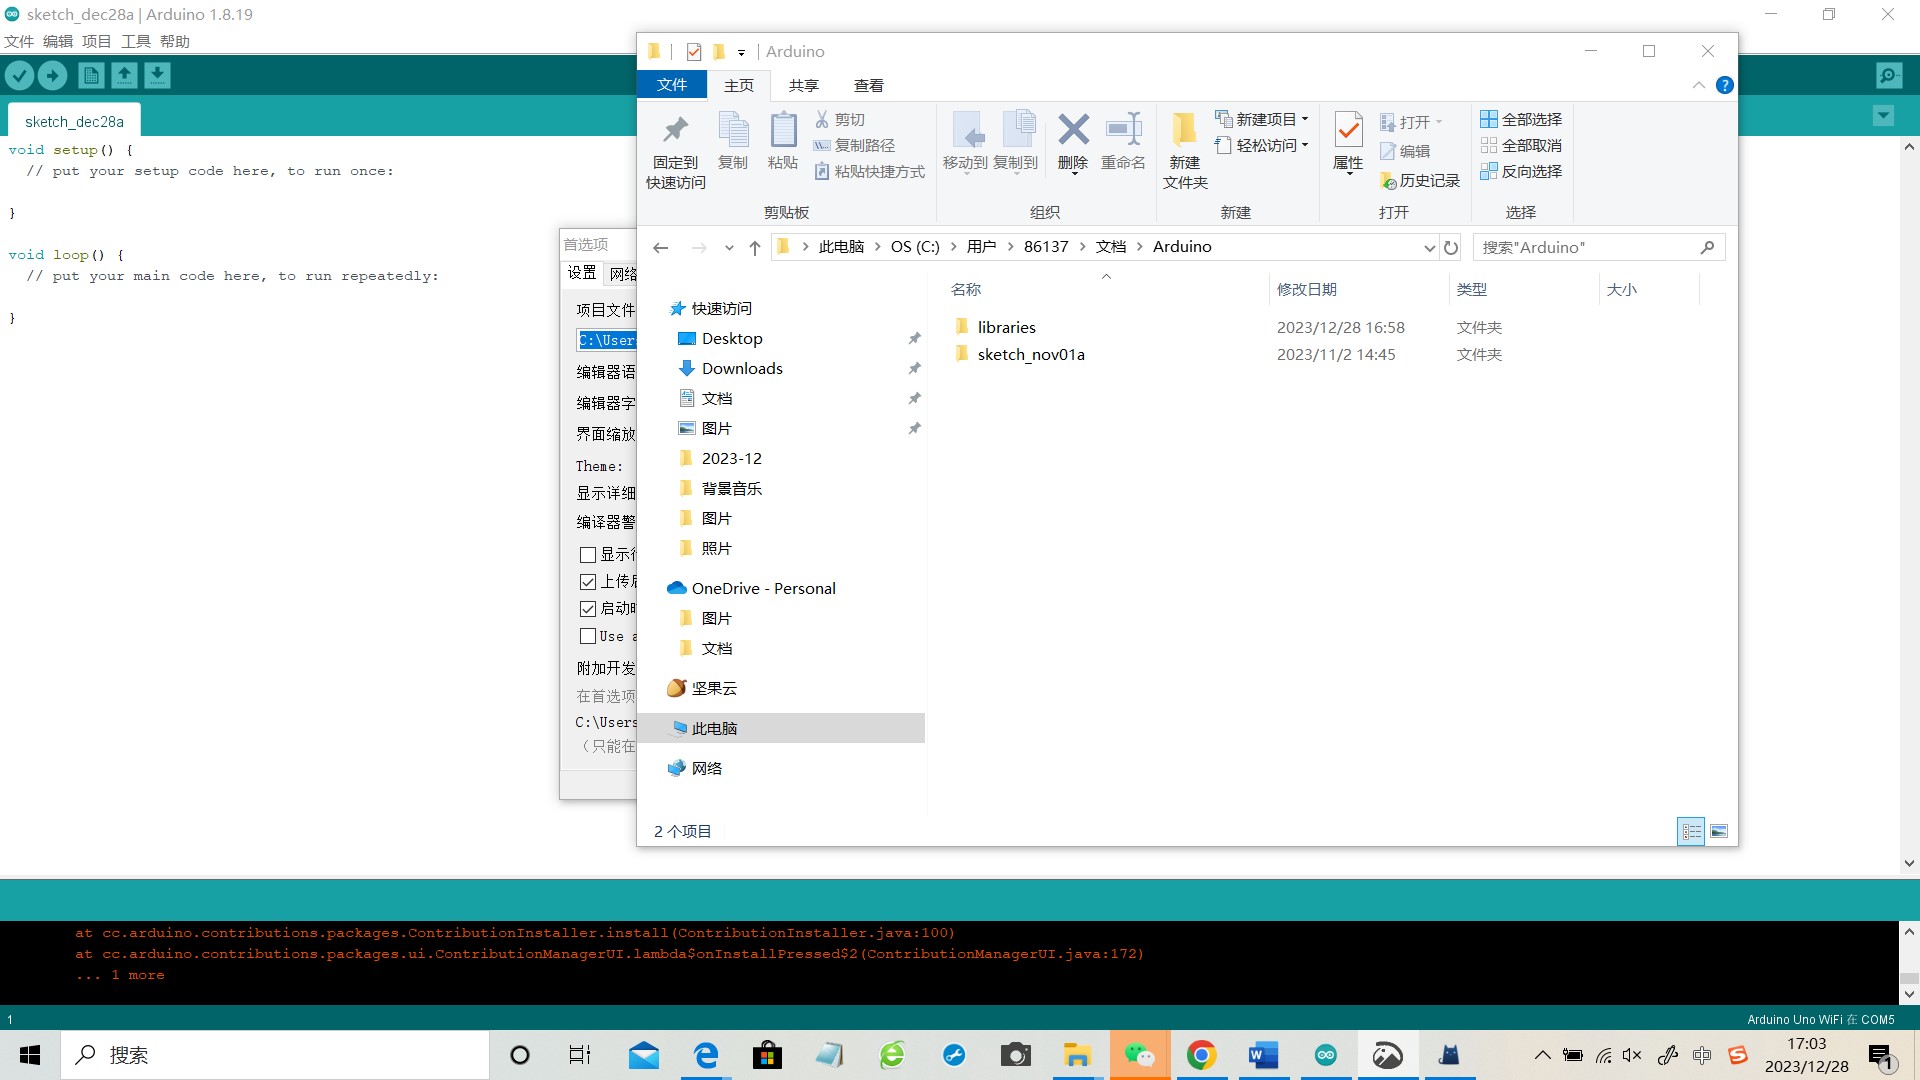 sketch_dec28a | Arduino 1.8.19
文件 编辑 项目 工具 帮助
sketch_dec28a
void setup() {
// put your setup code here, to run once:
}
void loop() {
// put your main code here, to run repeatedly:
}
首选项
设置 网络
项目文件
C:\User
编辑器语
编辑器字
界面缩放
Theme:
显示详细
编译器警
显示行
上传后
启动时
Use a
附加开发
在首选项
C:\Users
（只能在
Arduino
文件 主页 共享 查看
固定到
快速访问
复制
粘贴
剪切
复制路径
粘贴快捷方式
剪贴板
移动到
复制到
删除
重命名
组织
新建
文件夹
新建项目
轻松访问
新建
属性
打开
编辑
历史记录
打开
全部选择
全部取消
反向选择
选择
此电脑 OS (C:) 用户 86137 文档 Arduino
搜索"Arduino"
名称 修改日期 类型 大小
libraries 2023/12/28 16:58 文件夹
sketch_nov01a 2023/11/2 14:45 文件夹
快速访问
Desktop
Downloads
文档
图片
2023-12
背景音乐
图片
照片
OneDrive - Personal
图片
文档
坚果云
此电脑
网络
2 个项目
at cc.arduino.contributions.packages.ContributionInstaller.install(ContributionInstaller.java:100)
at cc.arduino.contributions.packages.ui.ContributionManagerUI.lambda$onInstallPressed$2(ContributionManagerUI.java:172)
... 1 more
1
Arduino Uno WiFi 在 COM5
搜索
中
17:03
2023/12/28
1